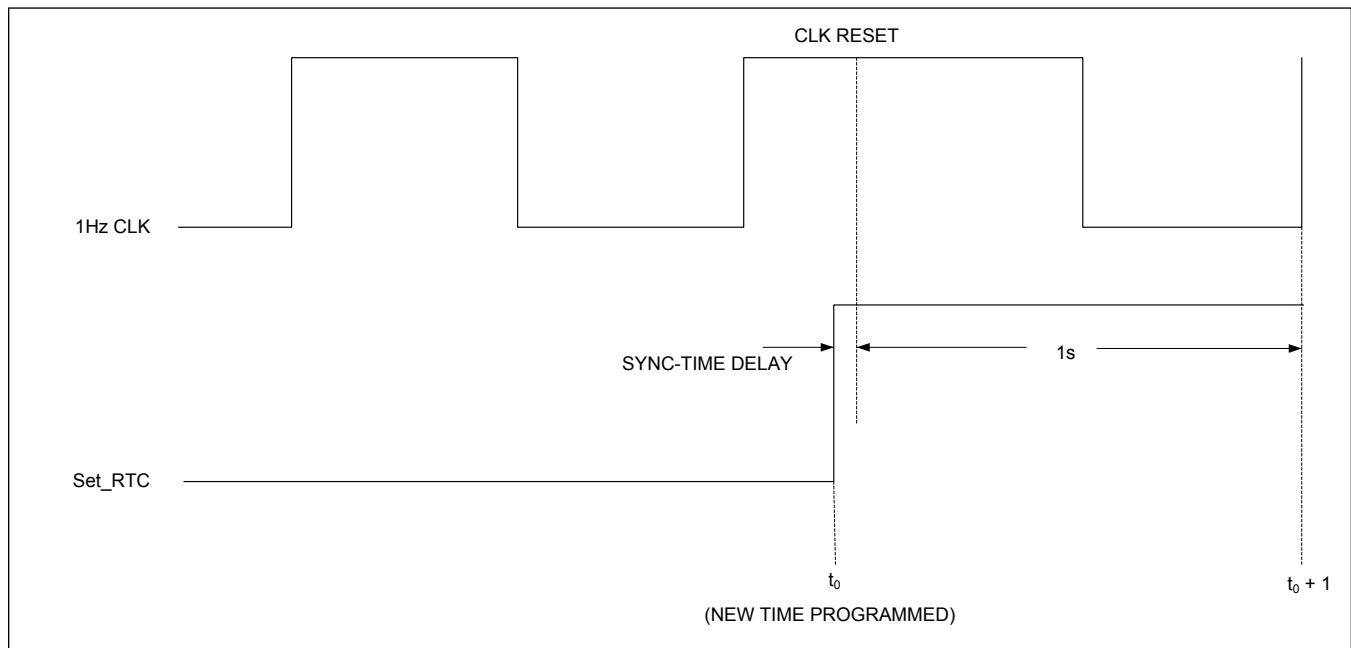 CLK RESET
1Hz CLK
SYNC-TIME DELAY
1s
Set_RTC
t₀
t₀ + 1
(NEW TIME PROGRAMMED)